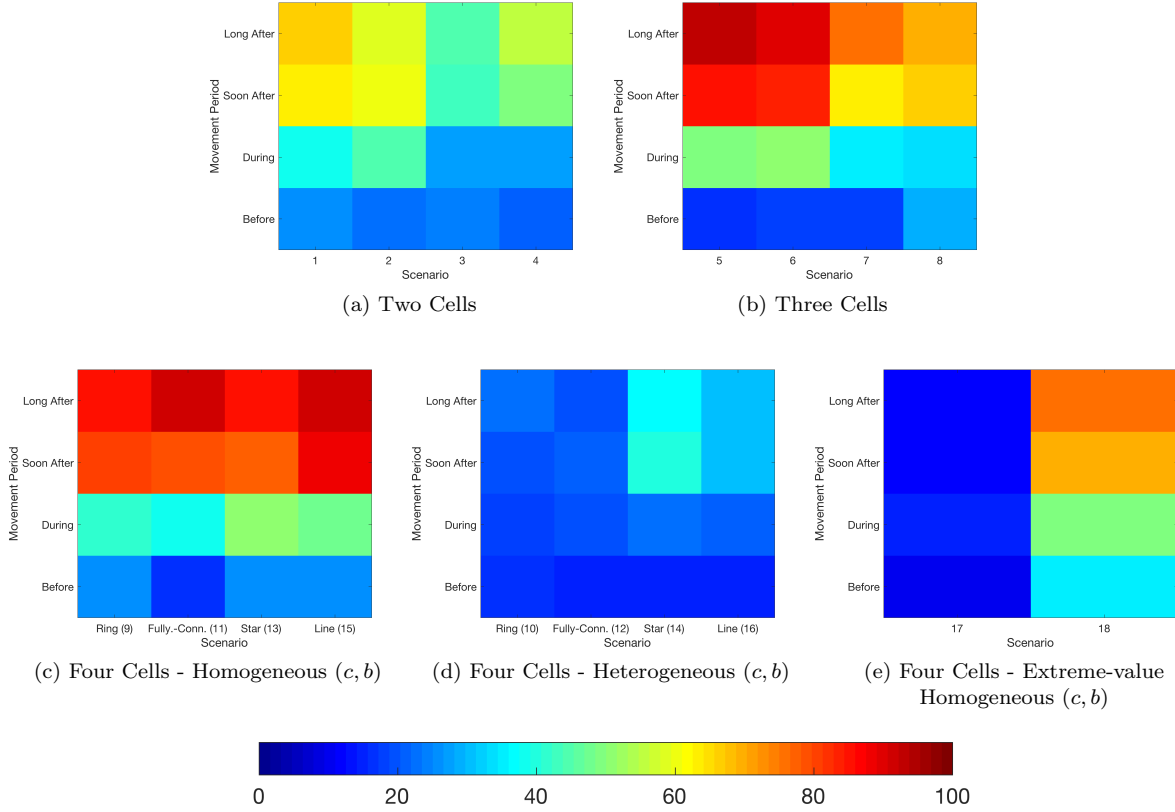 Long After
Soon After
During
Before
Movement Period
1 2 3 4
Scenario
(a) Two Cells
Long After
Soon After
During
Before
Movement Period
5 6 7 8
Scenario
(b) Three Cells
Long After
Soon After
During
Before
Movement Period
Ring (9) Fully.-Conn. (11) Star (13) Line (15)
Scenario
(c) Four Cells - Homogeneous (c, b)
Long After
Soon After
During
Before
Movement Period
Ring (10) Fully-Conn. (12) Star (14) Line (16)
Scenario
(d) Four Cells - Heterogeneous (c, b)
Long After
Soon After
During
Before
Movement Period
17 18
Scenario
(e) Four Cells - Extreme-value
Homogeneous (c, b)
0 20 40 60 80 100